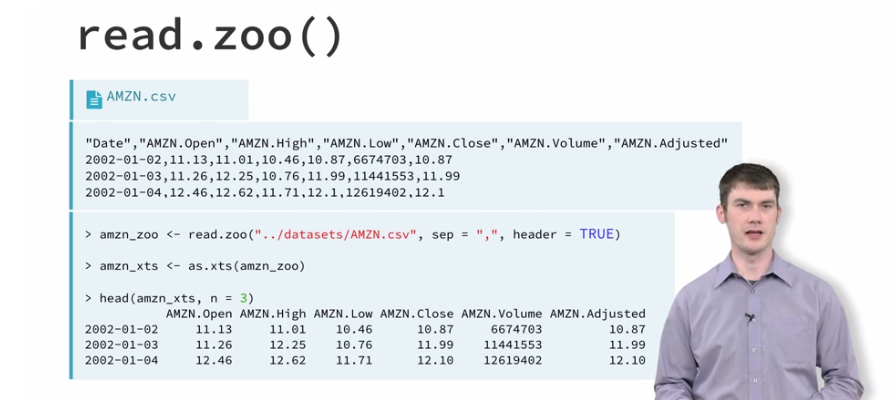 read.zoo()
AMZN.csv
"Date","AMZN.Open","AMZN.High","AMZN.Low","AMZN.Close","AMZN.Volume","AMZN.Adjusted"
2002-01-02,11.13,11.01,10.46,10.87,6674703,10.87
2002-01-03,11.26,12.25,10.76,11.99,11441553,11.99
2002-01-04,12.46,12.62,11.71,12.1,12619402,12.1
> amzn_zoo <- read.zoo("../datasets/AMZN.csv", sep = ",", header = TRUE)
> amzn_xts <- as.xts(amzn_zoo)
> head(amzn_xts, n = 3)
AMZN.Open AMZN.High AMZN.Low AMZN.Close AMZN.Volume AMZN.Adjusted
2002-01-02 11.13 11.01 10.46 10.87 6674703 10.87
2002-01-03 11.26 12.25 10.76 11.99 11441553 11.99
2002-01-04 12.46 12.62 11.71 12.10 12619402 12.10